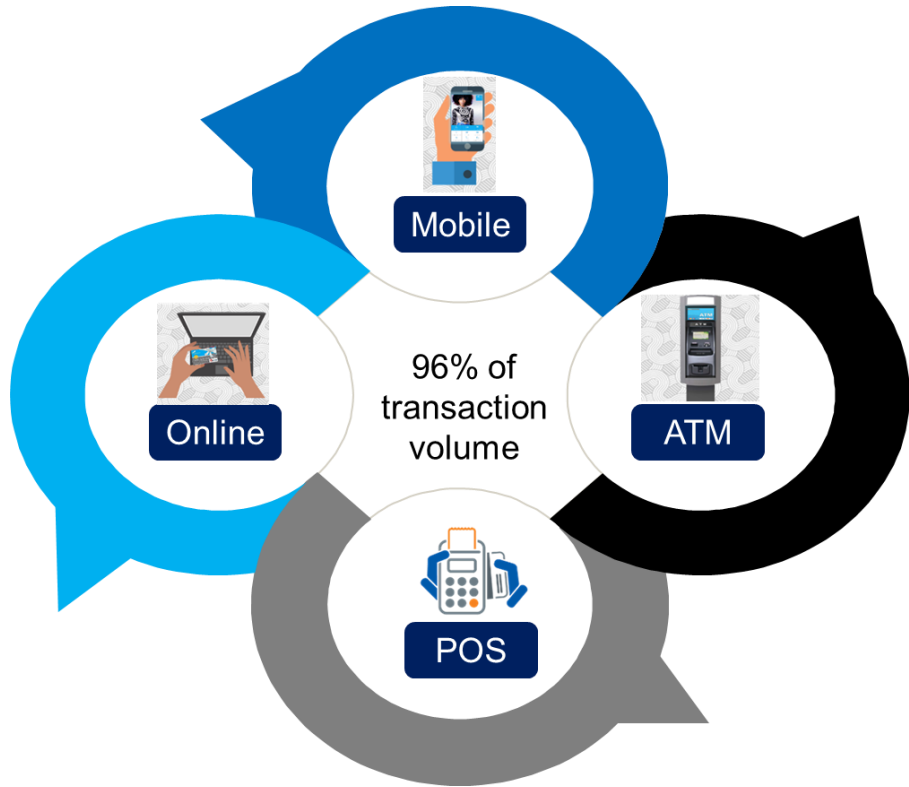 Mobile
Online
96% of
transaction
volume
ATM
POS